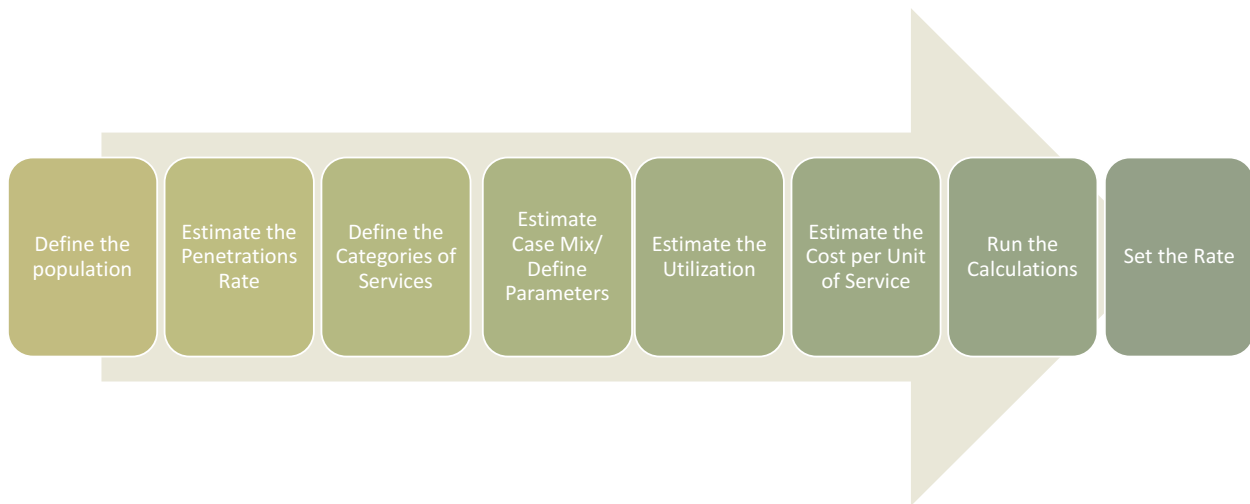 Define the
population
Estimate the
Penetrations
Rate
Define the
Categories of
Services
Estimate
Case Mix/
Define
Parameters
Estimate the
Utilization
Estimate the
Cost per Unit
of Service
Run the
Calculations
Set the Rate